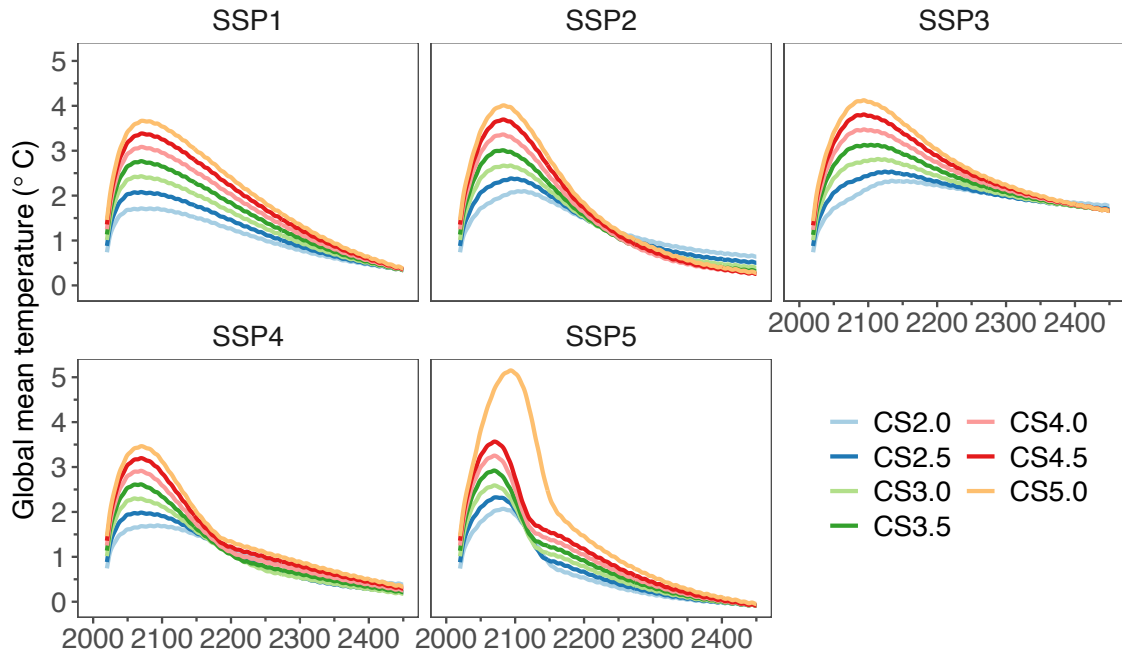 SSP1 SSP2 SSP3
5
4
3
2
1
0
2000 2100 2200 2300 2400
SSP4 SSP5
Global mean temperature (° C)
5
4
3
2
1
0
2000 2100 2200 2300 2400 2000 2100 2200 2300 2400
CS2.0 CS4.0
CS2.5 CS4.5
CS3.0 CS5.0
CS3.5